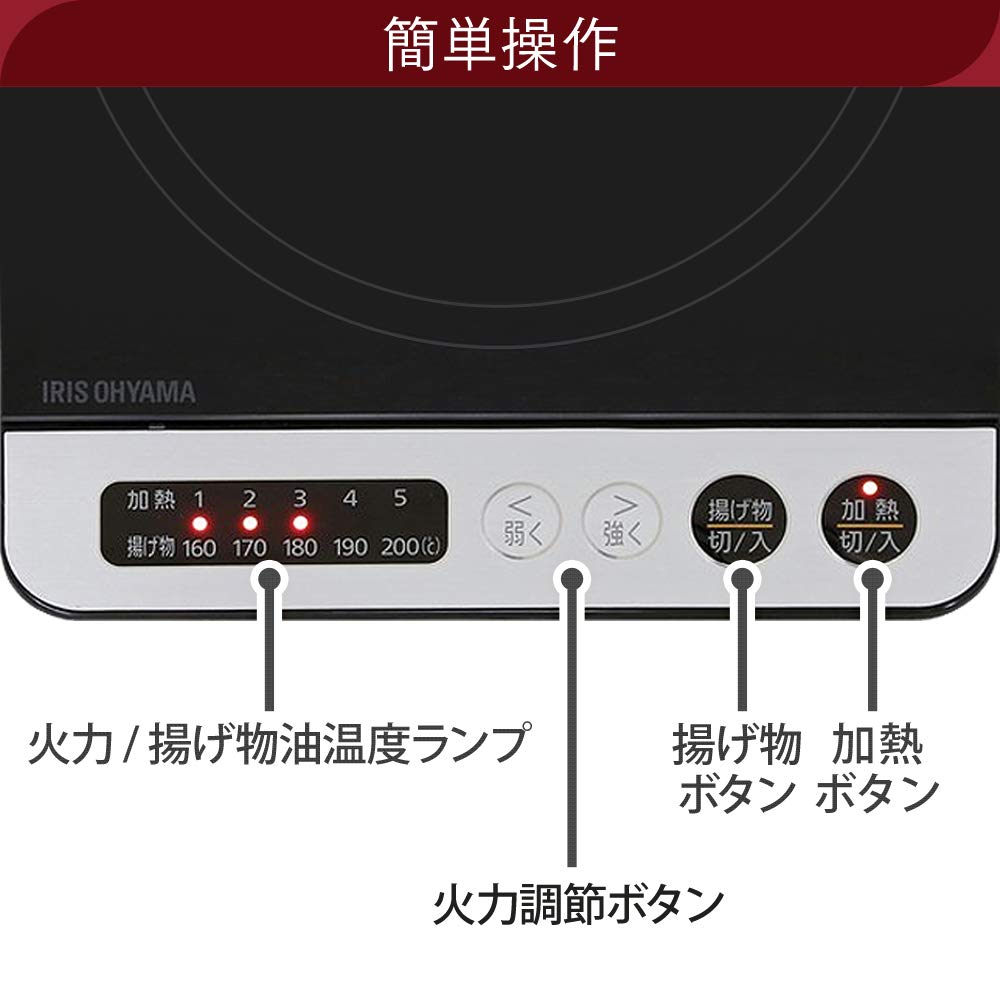 簡単操作
IRIS OHYAMA
加熱 1 2 3 4 5
揚げ物 160 170 180 190 200(℃)
< 弱く
> 強く
揚げ物
切/入
加熱
切/入
火力/揚げ物油温度ランプ
揚げ物
ボタン
加熱
ボタン
火力調節ボタン